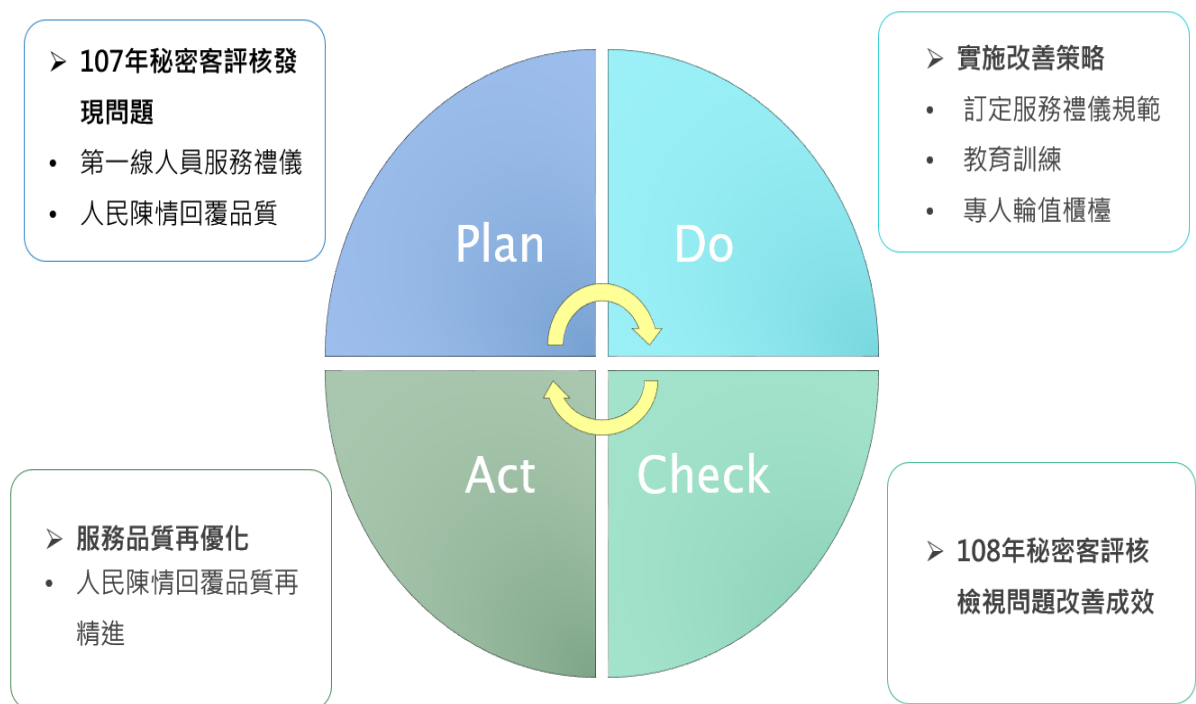 ➢ 107年秘密客評核發
現問題
• 第一線人員服務禮儀
• 人民陳情回覆品質
➢ 實施改善策略
• 訂定服務禮儀規範
• 教育訓練
• 專人輪值櫃檯
Plan
Do
Act
Check
➢ 服務品質再優化
• 人民陳情回覆品質再
精進
➢ 108年秘密客評核
檢視問題改善成效